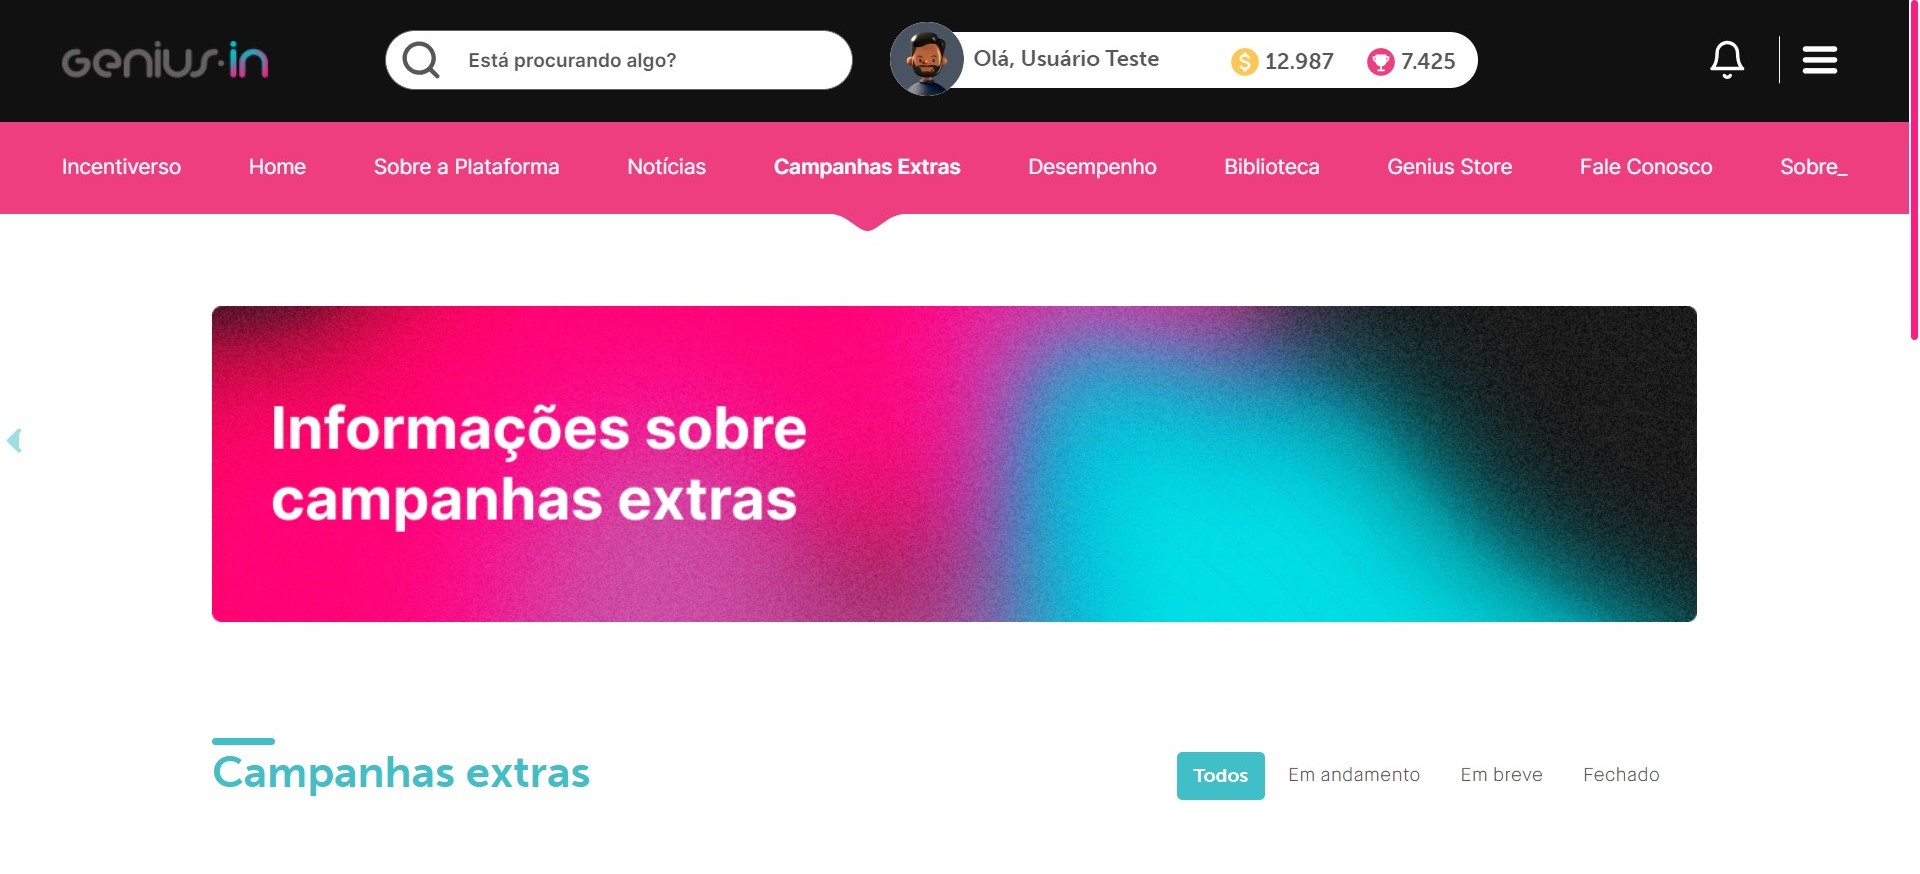 Genius·in
Está procurando algo?
Olá, Usuário Teste
12.987
7.425
Incentiverso
Home
Sobre a Plataforma
Notícias
Campanhas Extras
Desempenho
Biblioteca
Genius Store
Fale Conosco
Sobre_
Informações sobre
campanhas extras
Campanhas extras
Todos
Em andamento
Em breve
Fechado